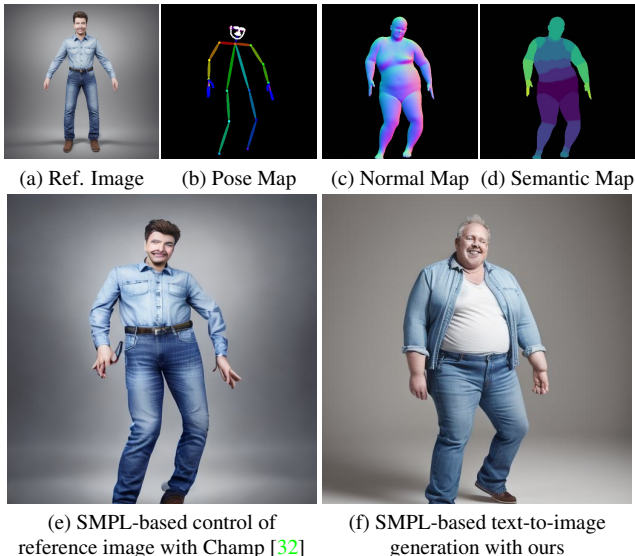 (a) Ref. Image (b) Pose Map (c) Normal Map (d) Semantic Map
(e) SMPL-based control of
reference image with Champ [32]
(f) SMPL-based text-to-image
generation with ours